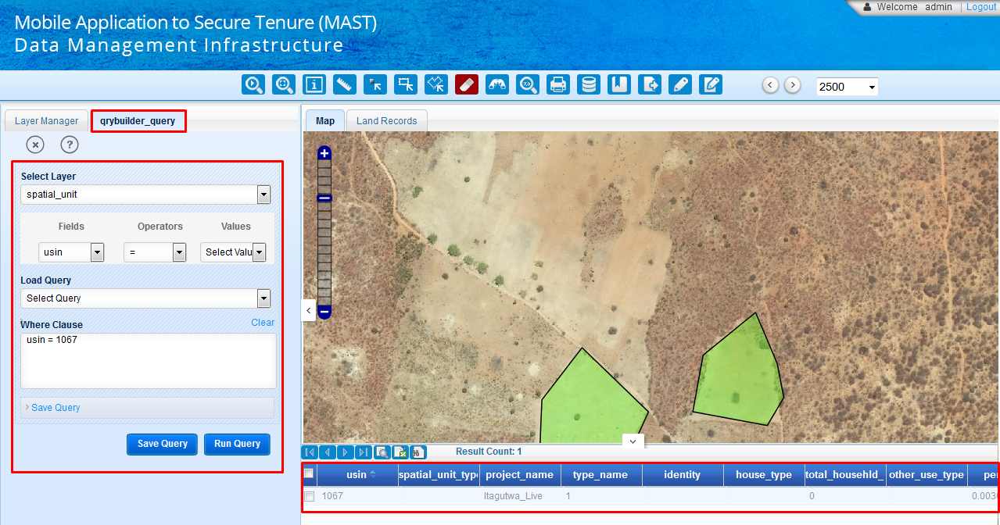 Welcome admin | Logout
Mobile Application to Secure Tenure (MAST)
Data Management Infrastructure
2500
Layer Manager
qrybuilder_query
Map
Land Records
Select Layer
spatial_unit
Fields Operators Values
usin = Select Valu
Load Query
Select Query
Where Clause Clear
usin = 1067
Save Query
Save Query Run Query
Result Count: 1
usin spatial_unit_typ project_name type_name identity house_type total_househld_ other_use_type per
1067 Itagutwa_Live 1 0